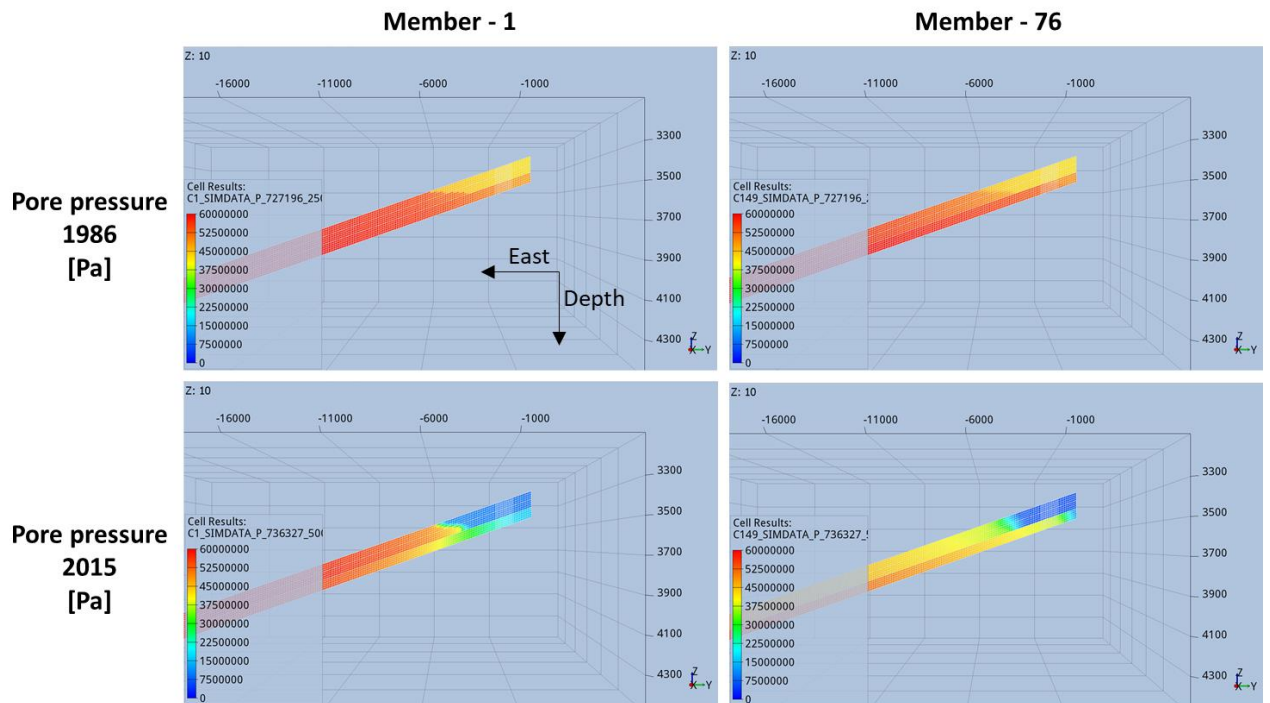 Member - 1
Member - 76
Pore pressure
1986
[Pa]
Z: 10
-16000 -11000 -6000 -1000
3300
3500
3700
3900
4100
4300
Cell Results:
C1_SIMDATA_P_727196_250
60000000
52500000
45000000
37500000
30000000
22500000
15000000
7500000
0
East
Depth
Z
X Y
Z: 10
-16000 -11000 -6000 -1000
3300
3500
3700
3900
4100
4300
Cell Results:
C149_SIMDATA_P_727196_
60000000
52500000
45000000
37500000
30000000
22500000
15000000
7500000
0
Z
X Y
Pore pressure
2015
[Pa]
Z: 10
-16000 -11000 -6000 -1000
3300
3500
3700
3900
4100
4300
Cell Results:
C1_SIMDATA_P_736327_500
60000000
52500000
45000000
37500000
30000000
22500000
15000000
7500000
0
Z
X Y
Z: 10
-16000 -11000 -6000 -1000
3300
3500
3700
3900
4100
4300
Cell Results:
C149_SIMDATA_P_736327_
60000000
52500000
45000000
37500000
30000000
22500000
15000000
7500000
0
Z
X Y